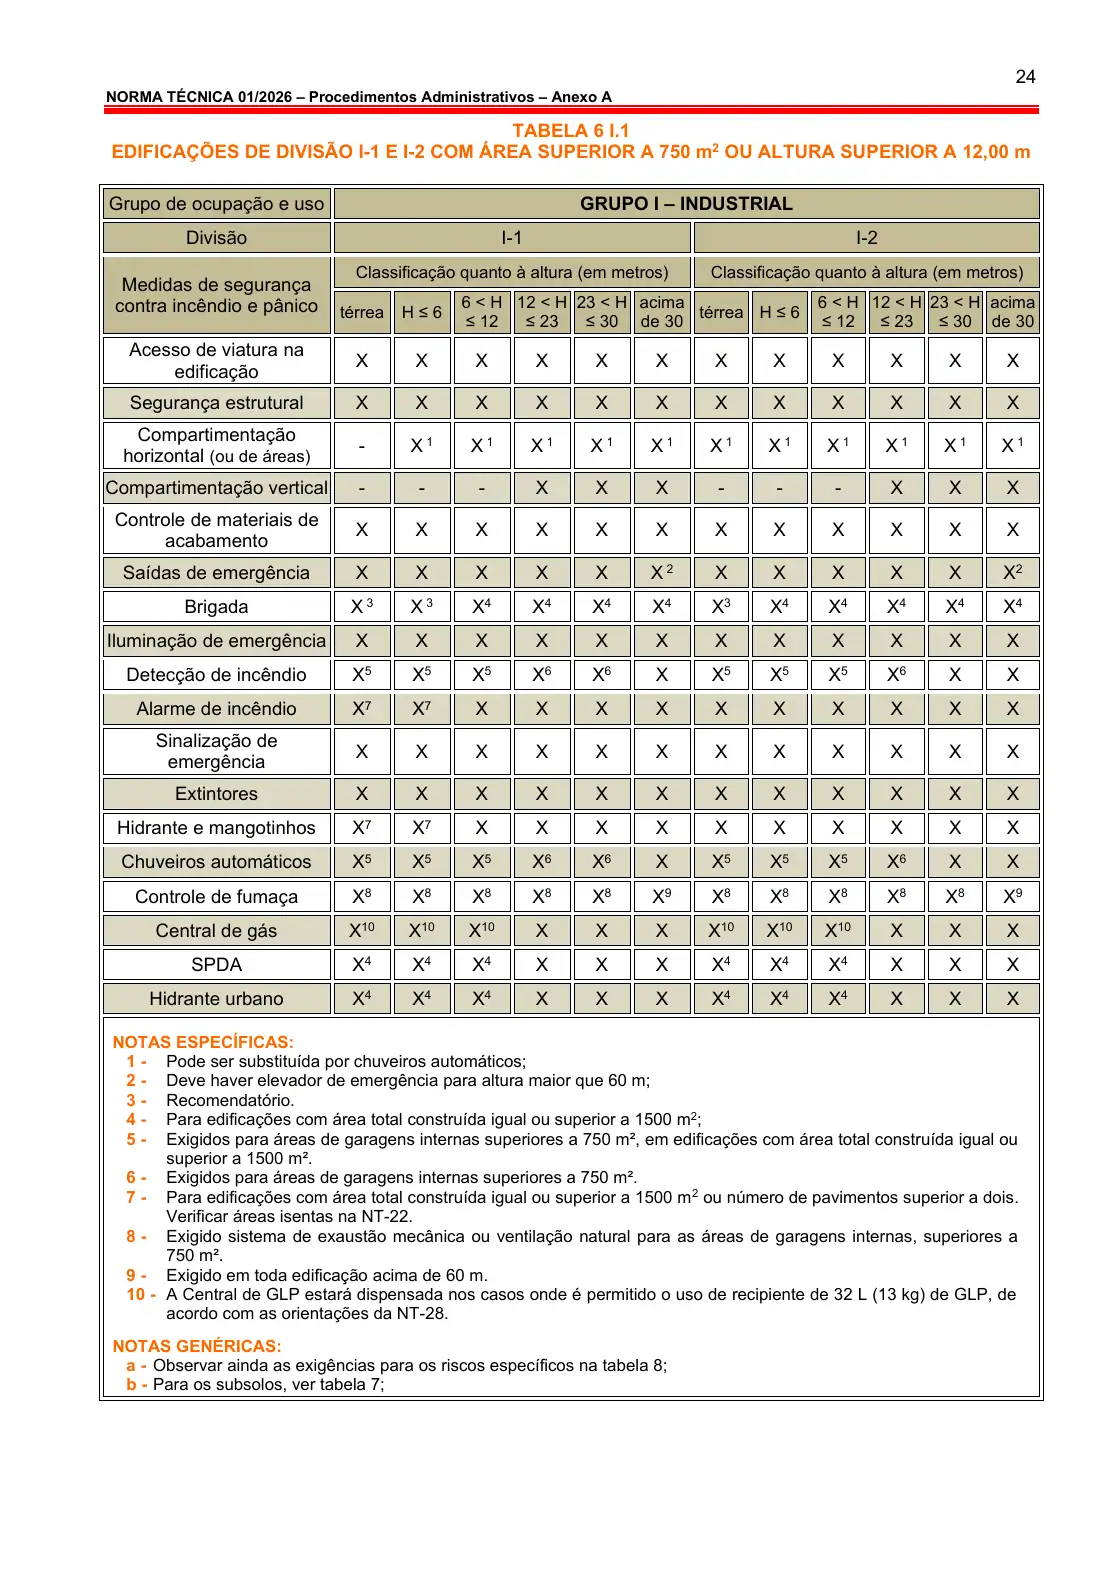 24
NORMA TÉCNICA 01/2026 – Procedimentos Administrativos – Anexo A
TABELA 6 I.1
EDIFICAÇÕES DE DIVISÃO I-1 E I-2 COM ÁREA SUPERIOR A 750 m² OU ALTURA SUPERIOR A 12,00 m
Grupo de ocupação e uso GRUPO I – INDUSTRIAL
Divisão I-1 I-2
Medidas de segurança contra incêndio e pânico Classificação quanto à altura (em metros) Classificação quanto à altura (em metros)
térrea H ≤ 6 6 < H ≤ 12 12 < H ≤ 23 23 < H ≤ 30 acima de 30 térrea H ≤ 6 6 < H ≤ 12 12 < H ≤ 23 23 < H ≤ 30 acima de 30
Acesso de viatura na edificação X X X X X X X X X X X X
Segurança estrutural X X X X X X X X X X X X
Compartimentação horizontal (ou de áreas) - X ¹ X ¹ X ¹ X ¹ X ¹ X ¹ X ¹ X ¹ X ¹ X ¹ X ¹
Compartimentação vertical - - - X X X - - - X X X
Controle de materiais de acabamento X X X X X X X X X X X X
Saídas de emergência X X X X X X ² X X X X X X²
Brigada X ³ X ³ X⁴ X⁴ X⁴ X⁴ X³ X⁴ X⁴ X⁴ X⁴ X⁴
Iluminação de emergência X X X X X X X X X X X X
Detecção de incêndio X⁵ X⁵ X⁵ X⁶ X⁶ X X⁵ X⁵ X⁵ X⁶ X X
Alarme de incêndio X⁷ X⁷ X X X X X X X X X X
Sinalização de emergência X X X X X X X X X X X X
Extintores X X X X X X X X X X X X
Hidrante e mangotinhos X⁷ X⁷ X X X X X X X X X X
Chuveiros automáticos X⁵ X⁵ X⁵ X⁶ X⁶ X X⁵ X⁵ X⁵ X⁶ X X
Controle de fumaça X⁸ X⁸ X⁸ X⁸ X⁸ X⁹ X⁸ X⁸ X⁸ X⁸ X⁸ X⁹
Central de gás X¹⁰ X¹⁰ X¹⁰ X X X X¹⁰ X¹⁰ X¹⁰ X X X
SPDA X⁴ X⁴ X⁴ X X X X⁴ X⁴ X⁴ X X X
Hidrante urbano X⁴ X⁴ X⁴ X X X X⁴ X⁴ X⁴ X X X
NOTAS ESPECÍFICAS:
1 - Pode ser substituída por chuveiros automáticos;
2 - Deve haver elevador de emergência para altura maior que 60 m;
3 - Recomendatório.
4 - Para edificações com área total construída igual ou superior a 1500 m²;
5 - Exigidos para áreas de garagens internas superiores a 750 m², em edificações com área total construída igual ou
superior a 1500 m².
6 - Exigidos para áreas de garagens internas superiores a 750 m².
7 - Para edificações com área total construída igual ou superior a 1500 m² ou número de pavimentos superior a dois.
Verificar áreas isentas na NT-22.
8 - Exigido sistema de exaustão mecânica ou ventilação natural para as áreas de garagens internas, superiores a
750 m².
9 - Exigido em toda edificação acima de 60 m.
10 - A Central de GLP estará dispensada nos casos onde é permitido o uso de recipiente de 32 L (13 kg) de GLP, de
acordo com as orientações da NT-28.
NOTAS GENÉRICAS:
a - Observar ainda as exigências para os riscos específicos na tabela 8;
b - Para os subsolos, ver tabela 7;